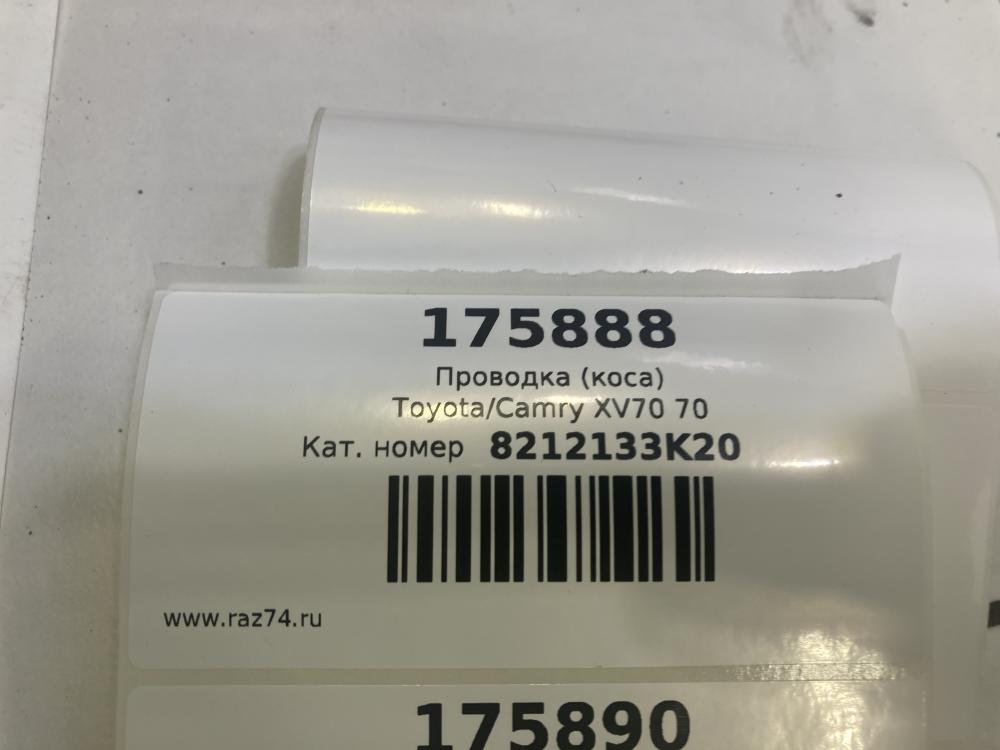 175888
Проводка (коса)
Toyota/Camry XV70 70
Кат. номер 8212133K20
www.raz74.ru
175890